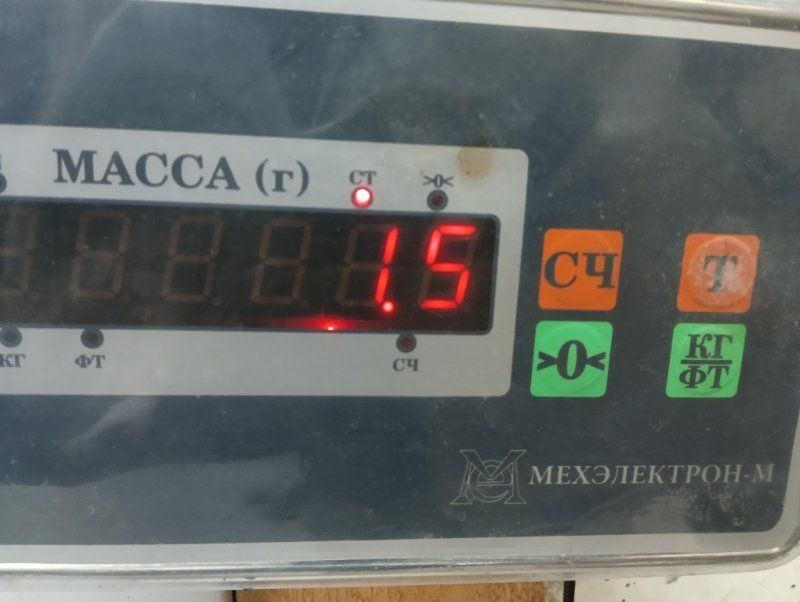 МАССА (г)
СТ >0<
1.5
КГ ФТ СЧ
СЧ Т
>0< КГ/ФТ
МЕХЭЛЕКТРОН-М